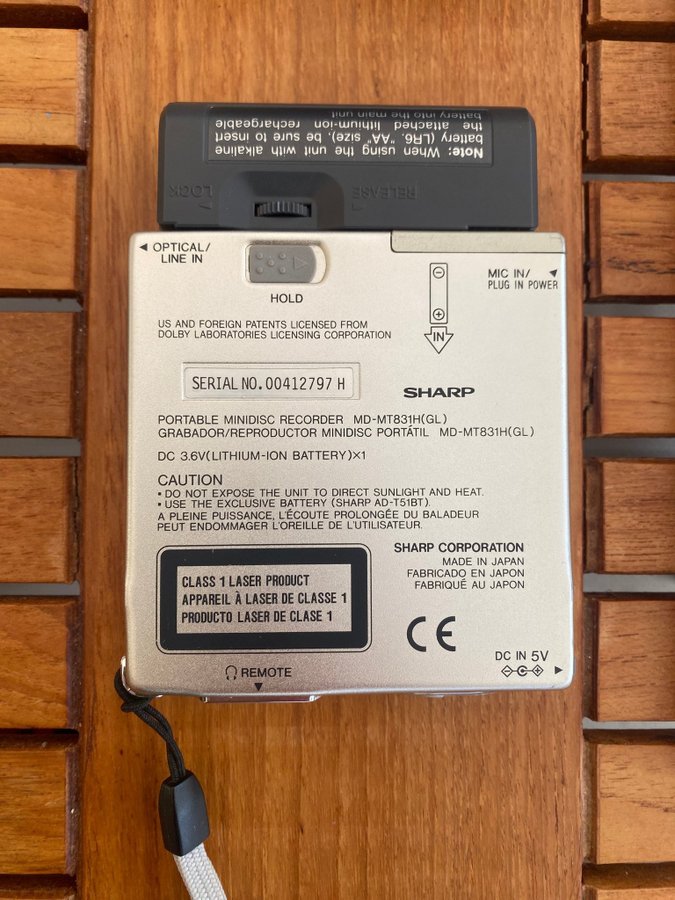 Note: When using the unit with alkaline
battery (LR6, "AA" size), be sure to insert
the attached lithium-ion rechargeable
battery into the main unit
LOCK
RELEASE
OPTICAL/
LINE IN
HOLD
MIC IN/
PLUG IN POWER
IN
US AND FOREIGN PATENTS LICENSED FROM
DOLBY LABORATORIES LICENSING CORPORATION
SERIAL NO. 00412797 H
SHARP
PORTABLE MINIDISC RECORDER MD-MT831H(GL)
GRABADOR/REPRODUCTOR MINIDISC PORTÁTIL MD-MT831H(GL)
DC 3.6V(LITHIUM-ION BATTERY)×1
CAUTION
• DO NOT EXPOSE THE UNIT TO DIRECT SUNLIGHT AND HEAT.
• USE THE EXCLUSIVE BATTERY (SHARP AD-T51BT).
A PLEINE PUISSANCE, L'ÉCOUTE PROLONGÉE DU BALADEUR
PEUT ENDOMMAGER L'OREILLE DE L'UTILISATEUR.
CLASS 1 LASER PRODUCT
APPAREIL À LASER DE CLASSE 1
PRODUCTO LASER DE CLASE 1
SHARP CORPORATION
MADE IN JAPAN
FABRICADO EN JAPON
FABRIQUÉ AU JAPON
CE
REMOTE
DC IN 5V